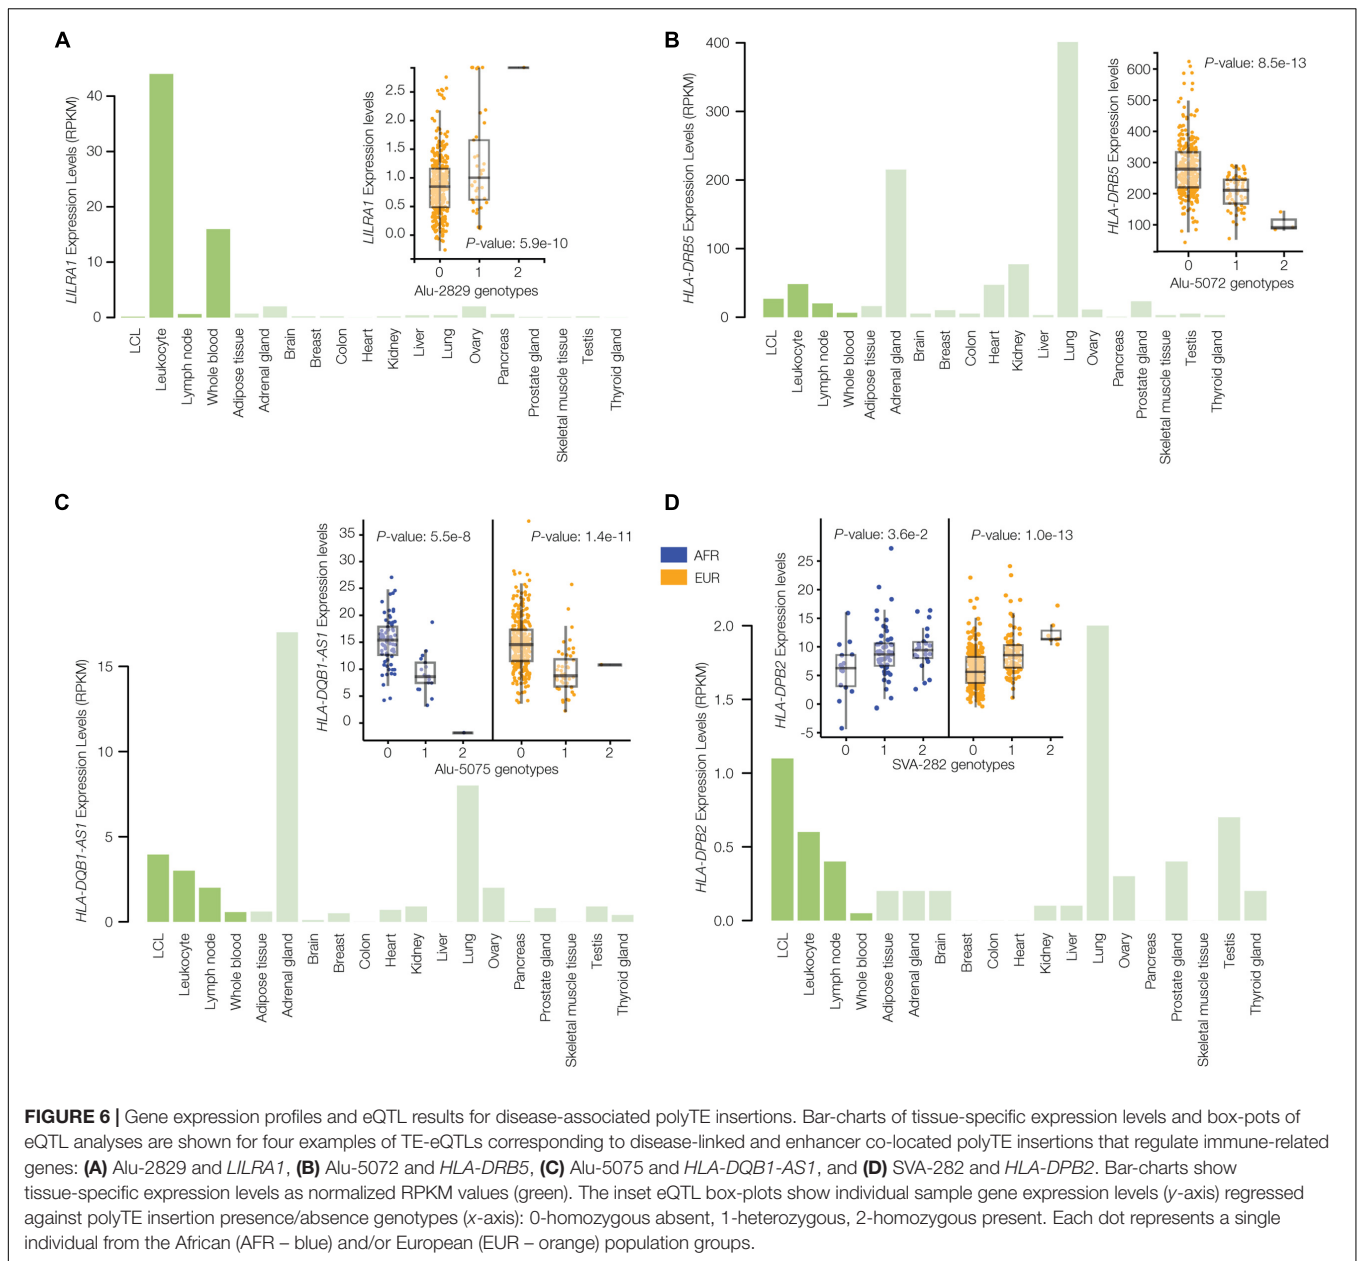 A
LILRA1 Expression Levels (RPKM)
40
30
20
10
0
LCL
Leukocyte
Lymph node
Whole blood
Adipose tissue
Adrenal gland
Brain
Breast
Colon
Heart
Kidney
Liver
Lung
Ovary
Pancreas
Prostate gland
Skeletal muscle tissue
Testis
Thyroid gland
LILRA1 Expression levels
2.5
2.0
1.5
1.0
0.5
0.0
P-value: 5.9e-10
0 1 2
Alu-2829 genotypes
B
HLA-DRB5 Expression Levels (RPKM)
400
300
200
100
0
LCL
Leukocyte
Lymph node
Whole blood
Adipose tissue
Adrenal gland
Brain
Breast
Colon
Heart
Kidney
Liver
Lung
Ovary
Pancreas
Prostate gland
Skeletal muscle tissue
Testis
Thyroid gland
HLA-DRB5 Expression levels
600
500
400
300
200
100
P-value: 8.5e-13
0 1 2
Alu-5072 genotypes
C
HLA-DQB1-AS1 Expression Levels (RPKM)
15
10
5
0
LCL
Leukocyte
Lymph node
Whole blood
Adipose tissue
Adrenal gland
Brain
Breast
Colon
Heart
Kidney
Liver
Lung
Ovary
Pancreas
Prostate gland
Skeletal muscle tissue
Testis
Thyroid gland
HLA-DQB1-AS1 Expression levels
35
30
25
20
15
10
5
0
P-value: 5.5e-8
P-value: 1.4e-11
0 1 2 0 1 2
Alu-5075 genotypes
AFR
EUR
D
HLA-DPB2 Expression Levels (RPKM)
2.0
1.5
1.0
0.5
0.0
LCL
Leukocyte
Lymph node
Whole blood
Adipose tissue
Adrenal gland
Brain
Breast
Colon
Heart
Kidney
Liver
Lung
Ovary
Pancreas
Prostate gland
Skeletal muscle tissue
Testis
Thyroid gland
HLA-DPB2 Expression levels
25
20
15
10
5
0
-5
P-value: 3.6e-2
P-value: 1.0e-13
0 1 2 0 1 2
SVA-282 genotypes
FIGURE 6 | Gene expression profiles and eQTL results for disease-associated polyTE insertions. Bar-charts of tissue-specific expression levels and box-pots of
eQTL analyses are shown for four examples of TE-eQTLs corresponding to disease-linked and enhancer co-located polyTE insertions that regulate immune-related
genes: (A) Alu-2829 and LILRA1, (B) Alu-5072 and HLA-DRB5, (C) Alu-5075 and HLA-DQB1-AS1, and (D) SVA-282 and HLA-DPB2. Bar-charts show
tissue-specific expression levels as normalized RPKM values (green). The inset eQTL box-plots show individual sample gene expression levels (y-axis) regressed
against polyTE insertion presence/absence genotypes (x-axis): 0-homozygous absent, 1-heterozygous, 2-homozygous present. Each dot represents a single
individual from the African (AFR – blue) and/or European (EUR – orange) population groups.